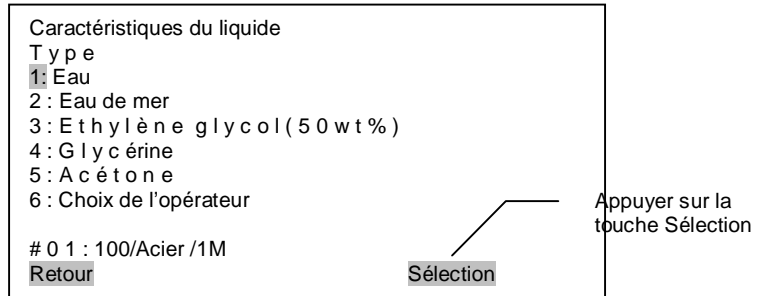 Caractéristiques du liquide
Type
1: Eau
2 : Eau de mer
3 : Ethylène glycol(50wt%)
4 : Glycérine
5 : Acétone
6 : Choix de l'opérateur
Appuyer sur la
touche Sélection
#01 : 100/Acier /1M
Retour Sélection